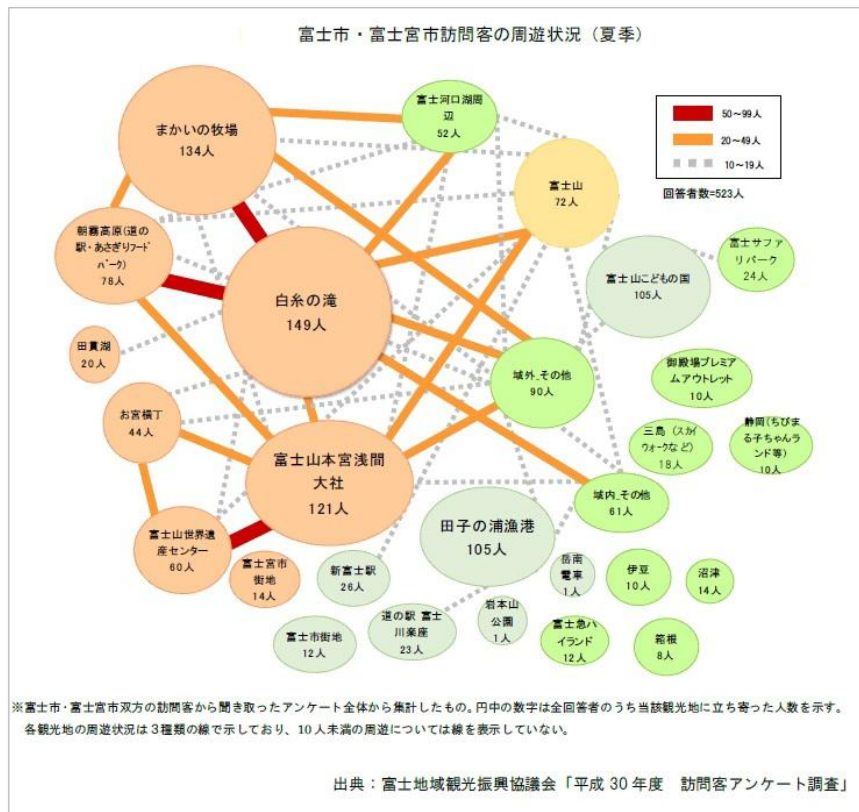 富士市・富士宮市訪問客の周遊状況（夏季）
まかいの牧場
134人
富士河口湖周
辺
52人
50～99人
20～49人
10～19人
回答者数=523人
富士山
72人
朝霧高原(道の
駅・あさぎりフード
パーク)
78人
白糸の滝
149人
富士山こどもの国
105人
富士サファ
リパーク
24人
田貫湖
20人
域外_その他
90人
御殿場プレミア
ムアウトレット
10人
お宮横丁
44人
富士山本宮浅間
大社
121人
三島（スカイ
ウォークなど）
18人
静岡(ちびま
る子ちゃんラ
ンド等)
10人
域内_その他
61人
富士山世界遺
産センター
60人
田子の浦漁港
105人
富士宮市
街地
14人
新富士駅
26人
岳南
電車
1人
伊豆
10人
沼津
14人
富士市街地
12人
道の駅 富士
川楽座
23人
岩本山
公園
1人
富士急ハ
イランド
12人
箱根
8人
※富士市・富士宮市双方の訪問客から聞き取ったアンケート全体から集計したもの。円中の数字は全回答者のうち当該観光地に立ち寄った人数を示す。
各観光地の周遊状況は３種類の線で示しており、10人未満の周遊については線を表示していない。
出典：富士地域観光振興協議会「平成 30 年度　訪問客アンケート調査」